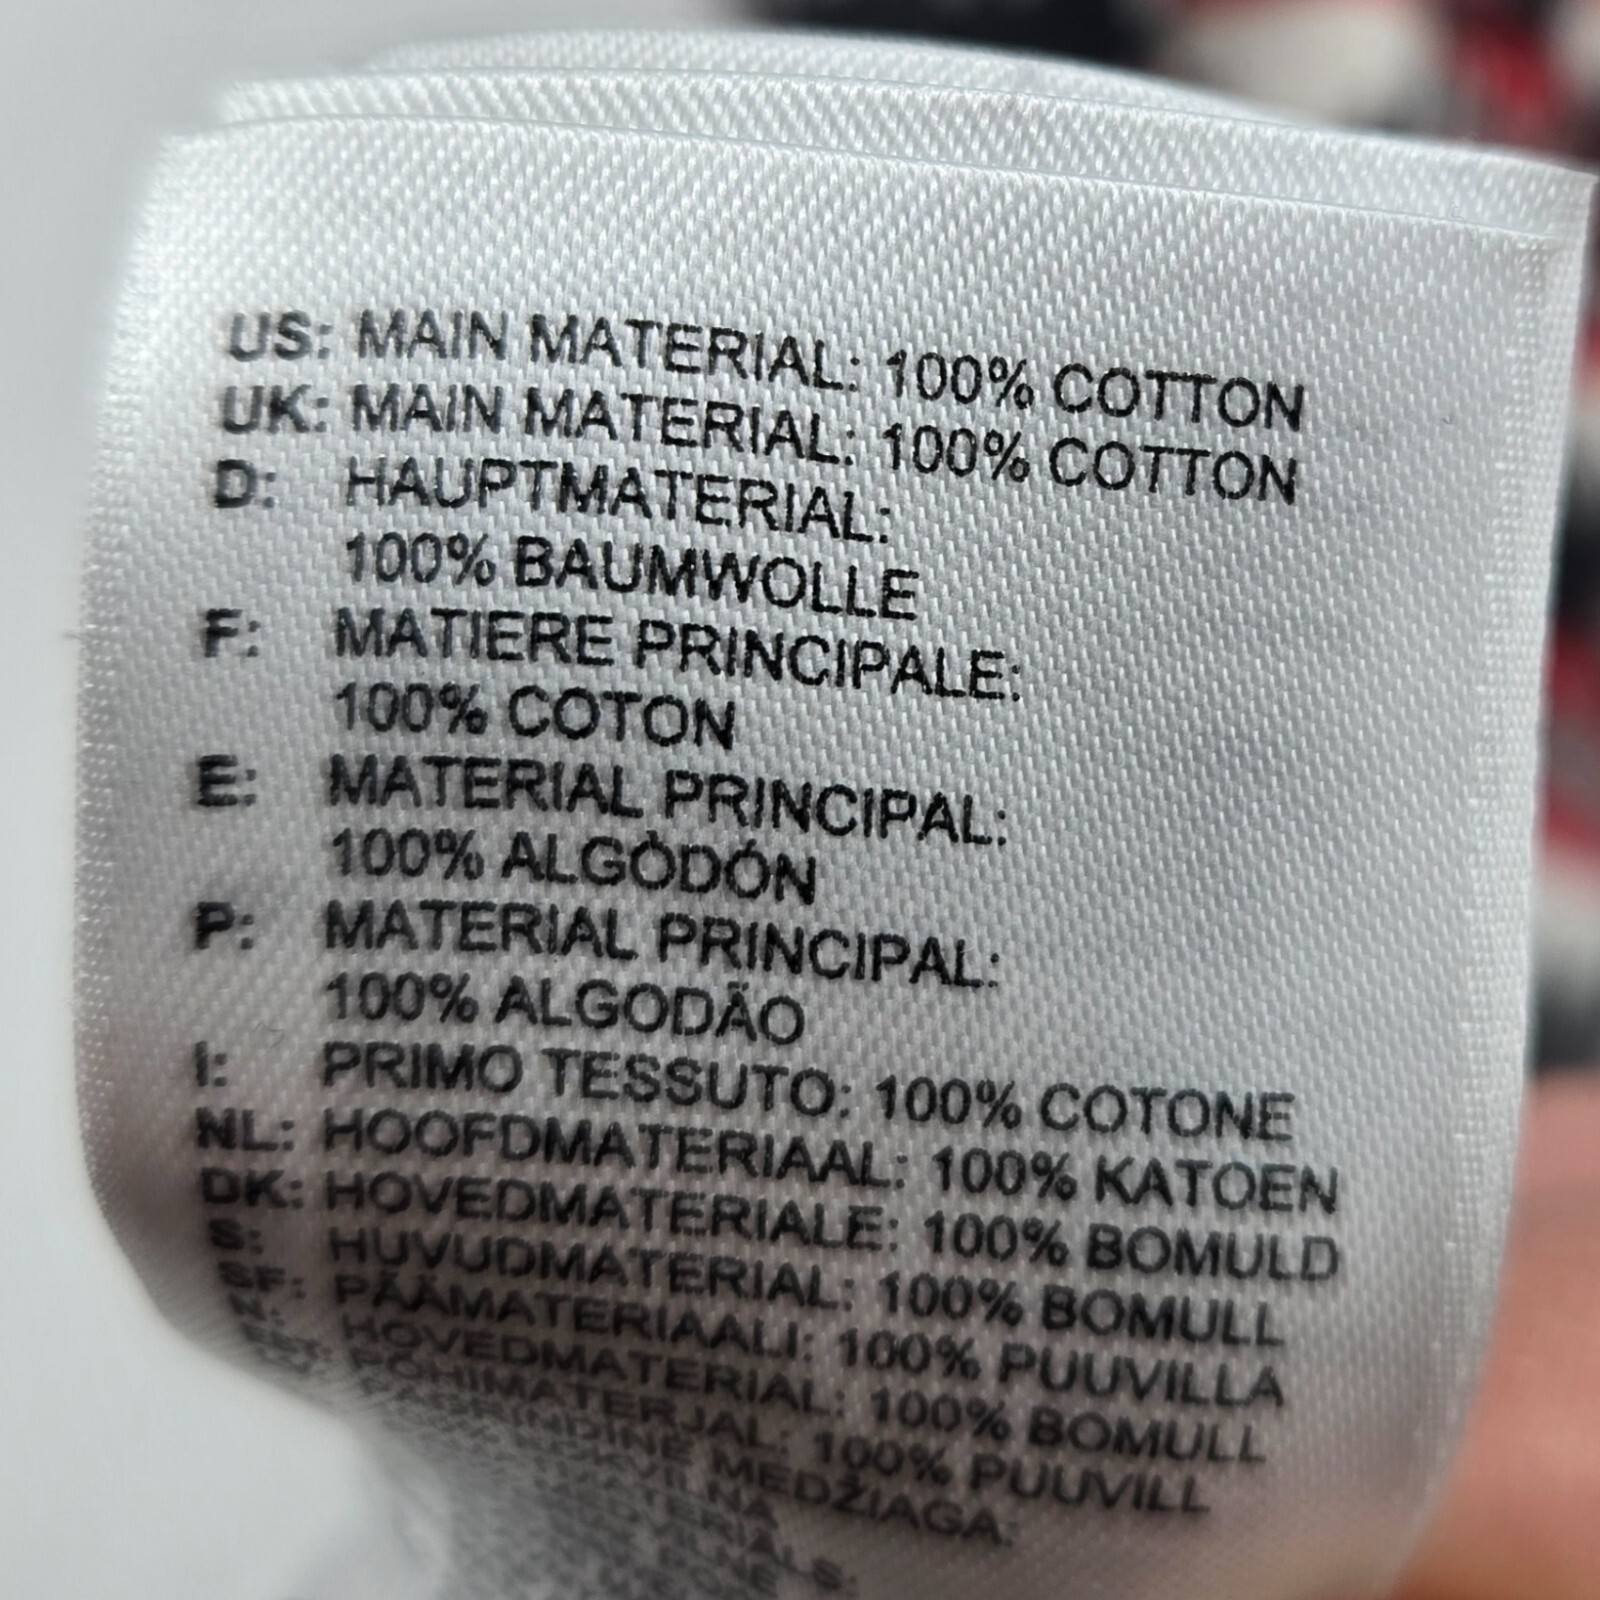 US: MAIN MATERIAL: 100% COTTON
UK: MAIN MATERIAL: 100% COTTON
D: HAUPTMATERIAL:
100% BAUMWOLLE
F: MATIERE PRINCIPALE:
100% COTON
E: MATERIAL PRINCIPAL:
100% ALGÒDÓN
P: MATERIAL PRINCIPAL:
100% ALGODÃO
I: PRIMO TESSUTO: 100% COTONE
NL: HOOFDMATERIAAL: 100% KATOEN
DK: HOVEDMATERIALE: 100% BOMULD
S: HUVUDMATERIAL: 100% BOMULL
SF: PÄÄMATERIAALI: 100% PUUVILLA
N: HOVEDMATERIAL: 100% BOMULL
PÕHIMATERJAL: 100% PUUVILL
MEDŽIAGA: